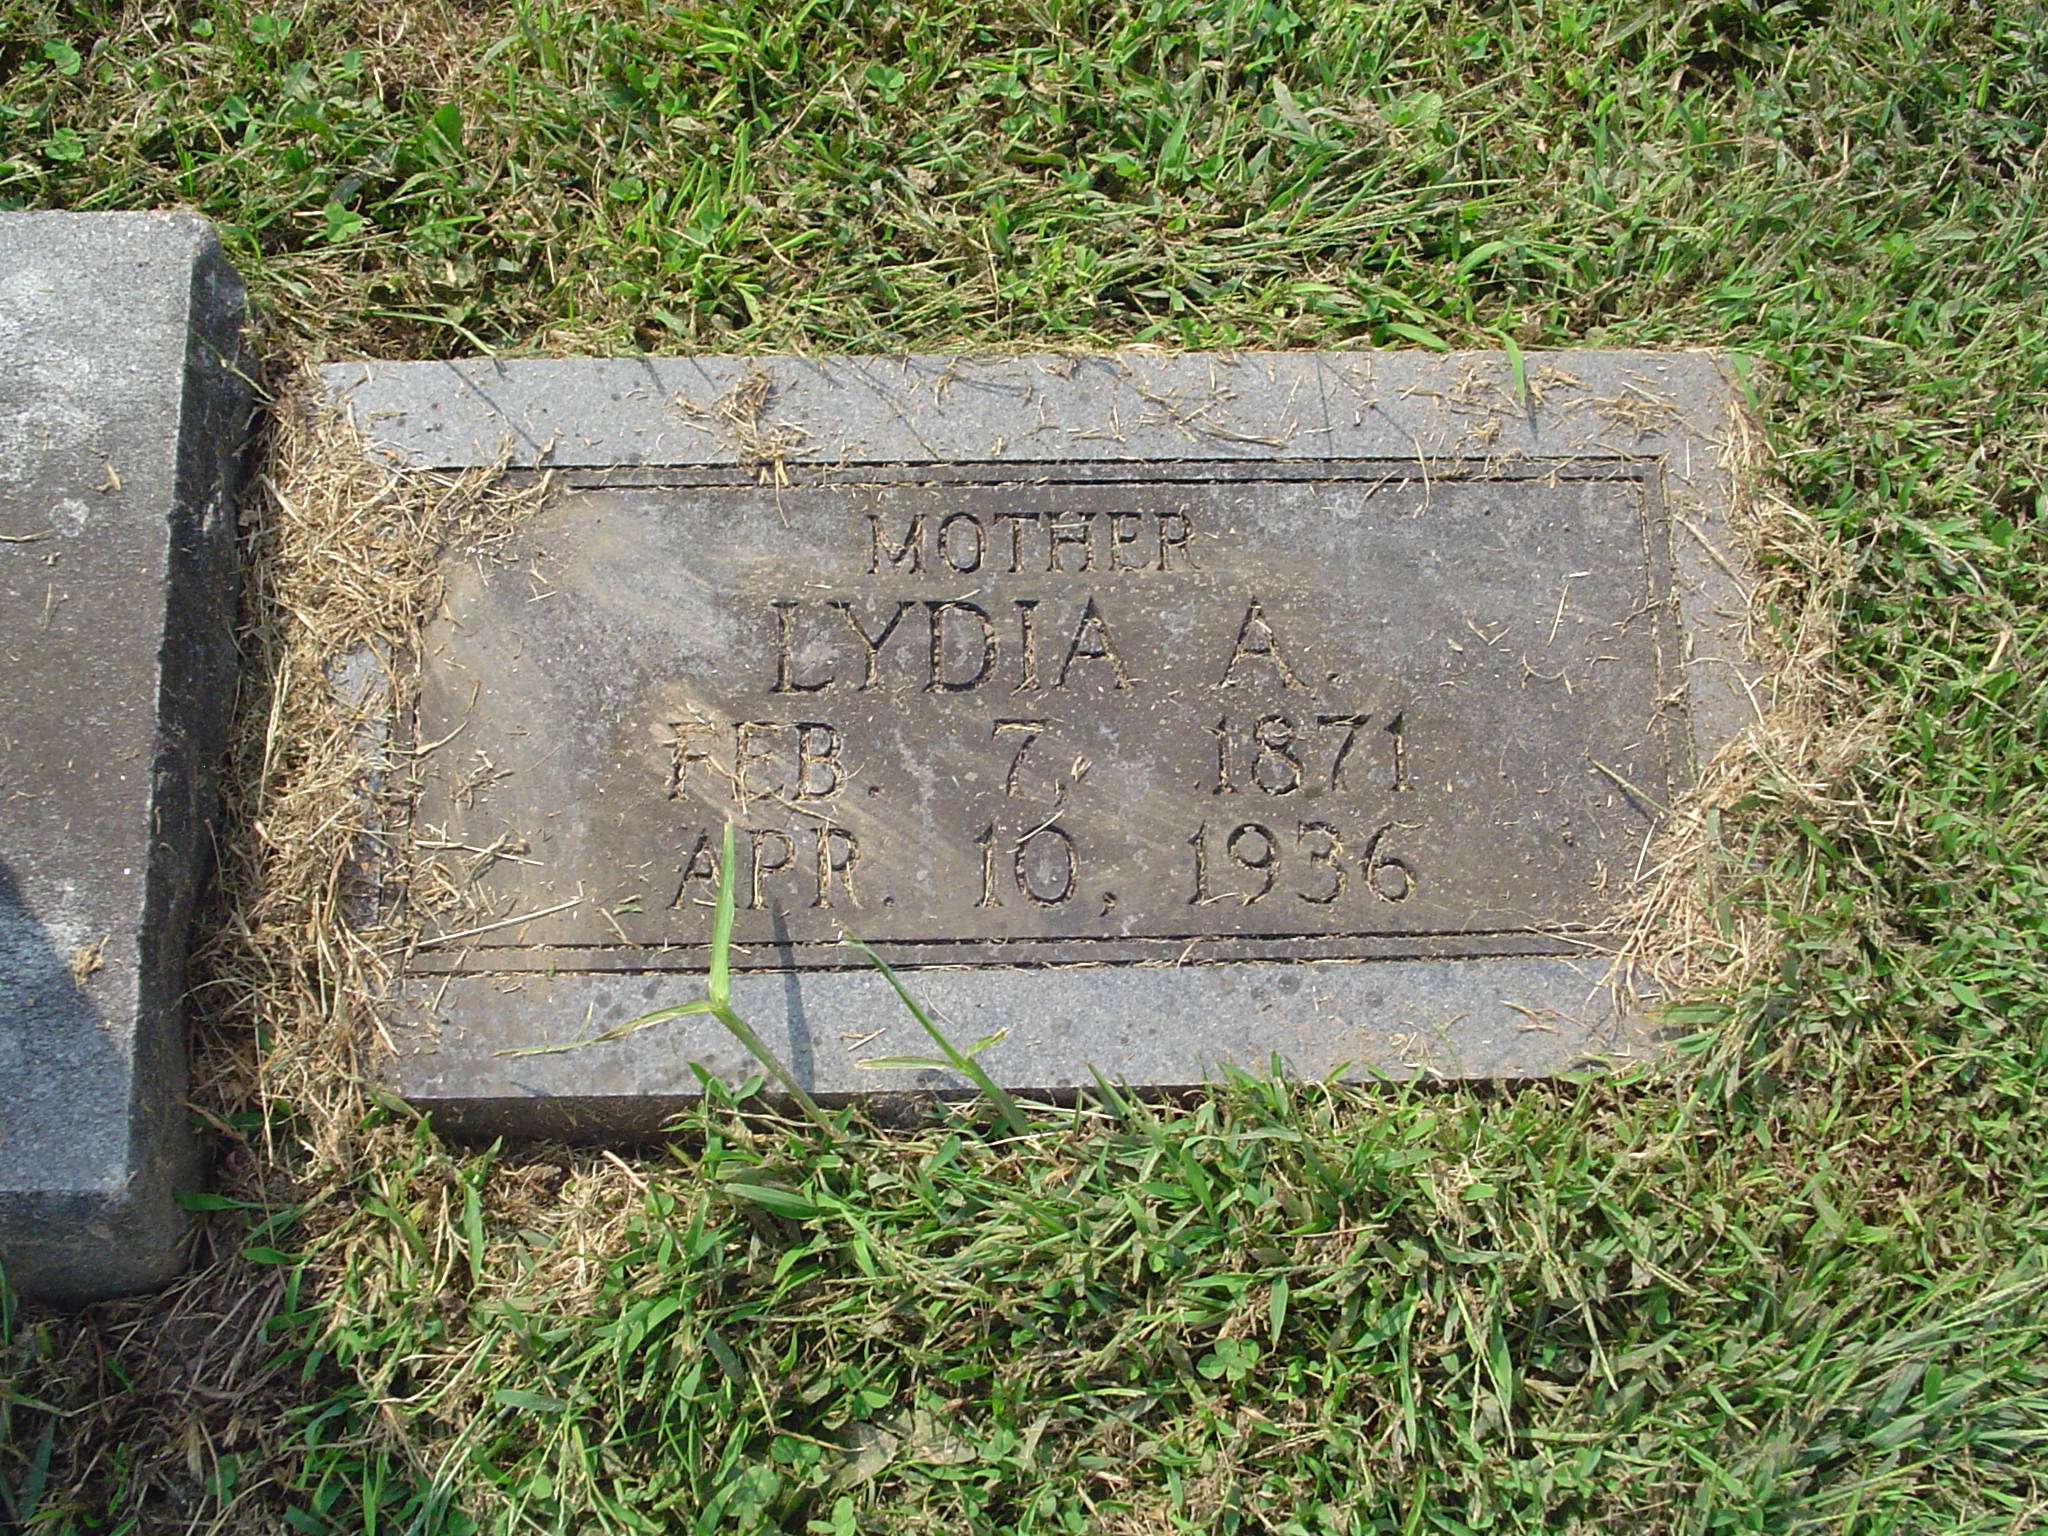 MOTHER
LYDIA A.
FEB. 7, 1871
APR. 10, 1936